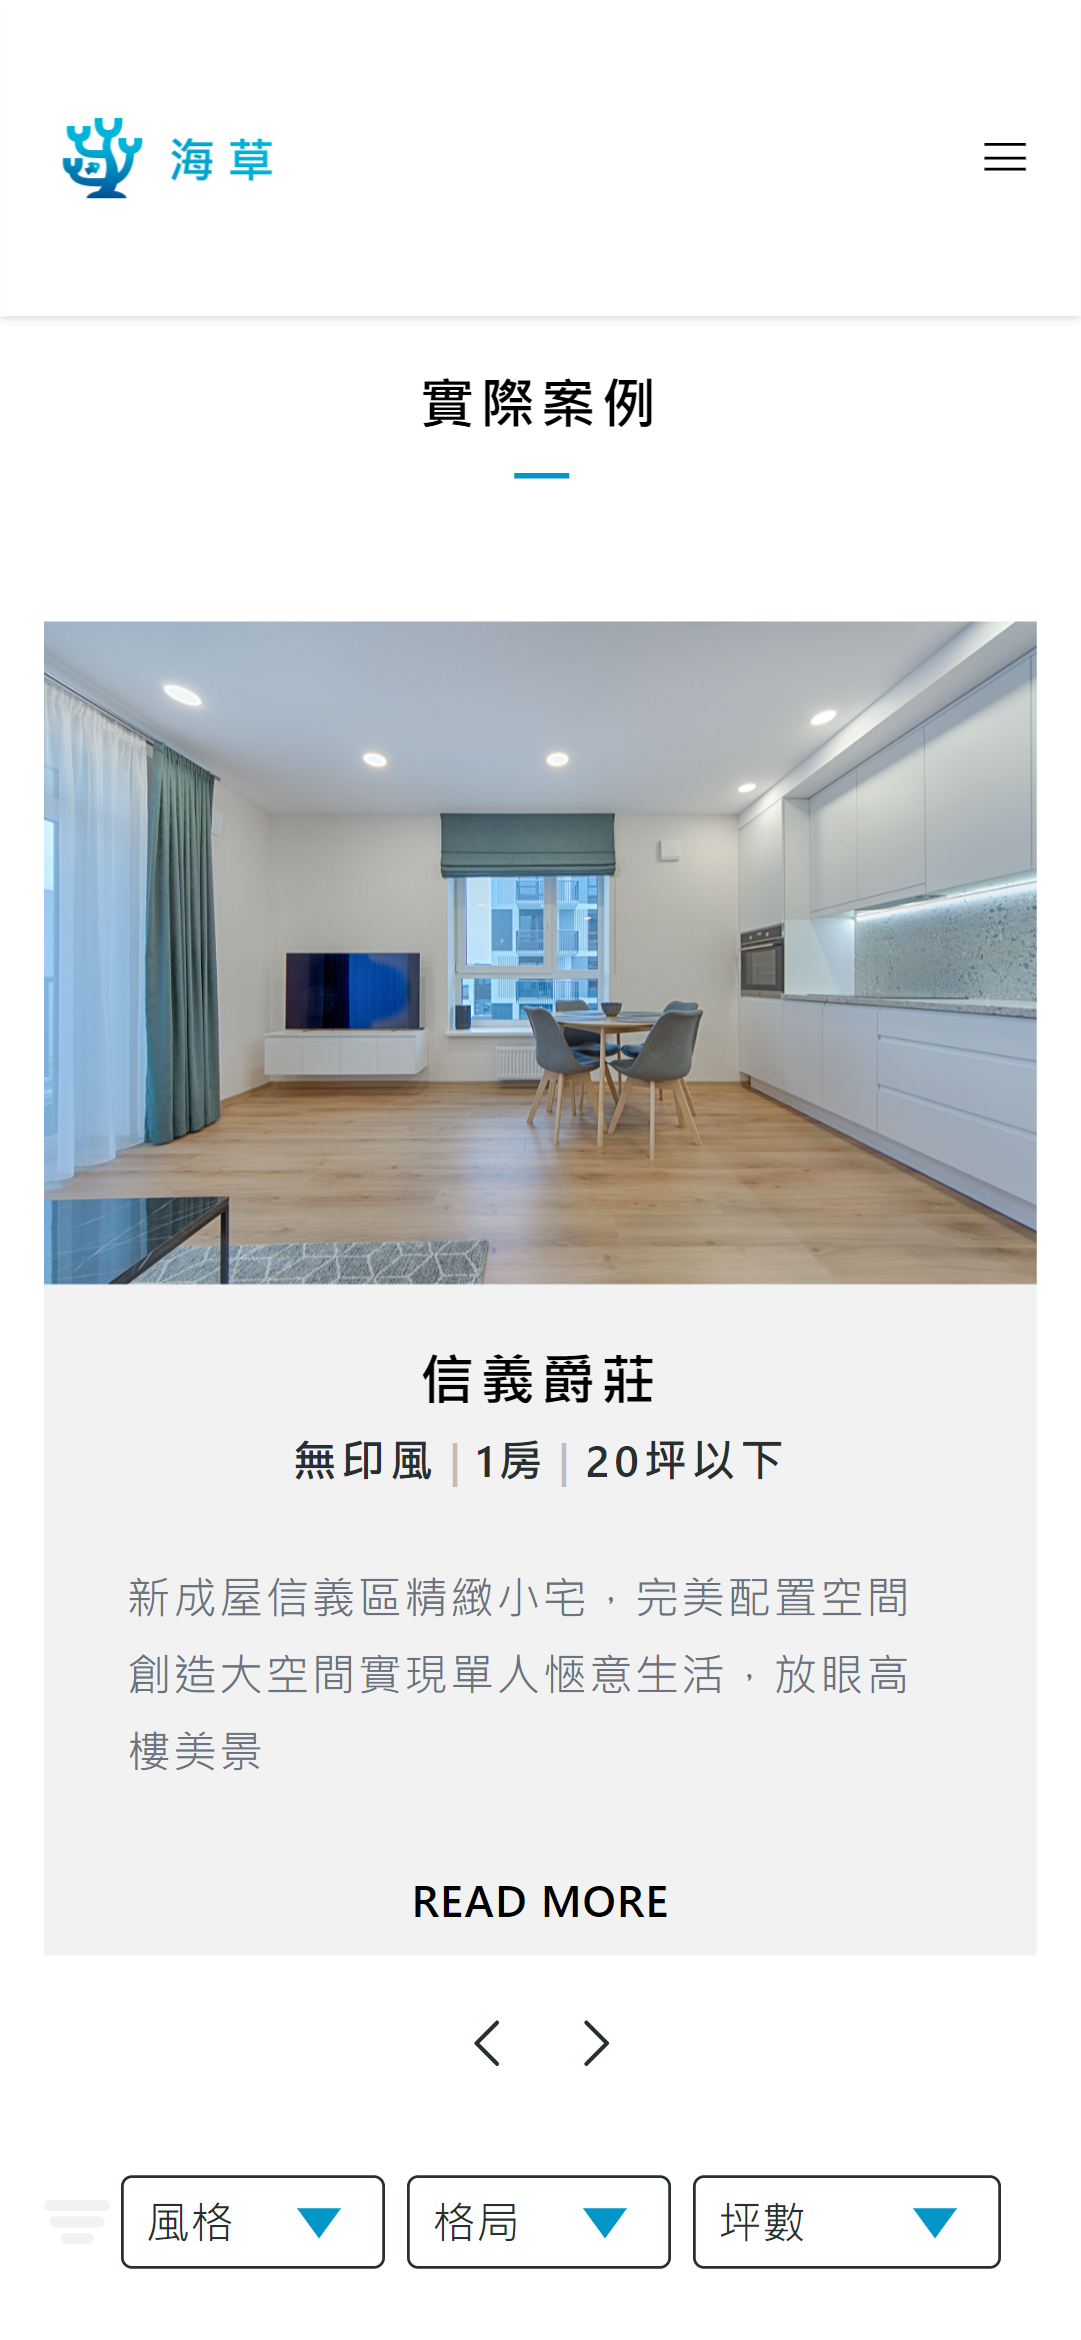 海草
實際案例
信義爵莊
無印風 | 1房 | 20坪以下
新成屋信義區精緻小宅，完美配置空間
創造大空間實現單人愜意生活，放眼高
樓美景
READ MORE
風格
格局
坪數